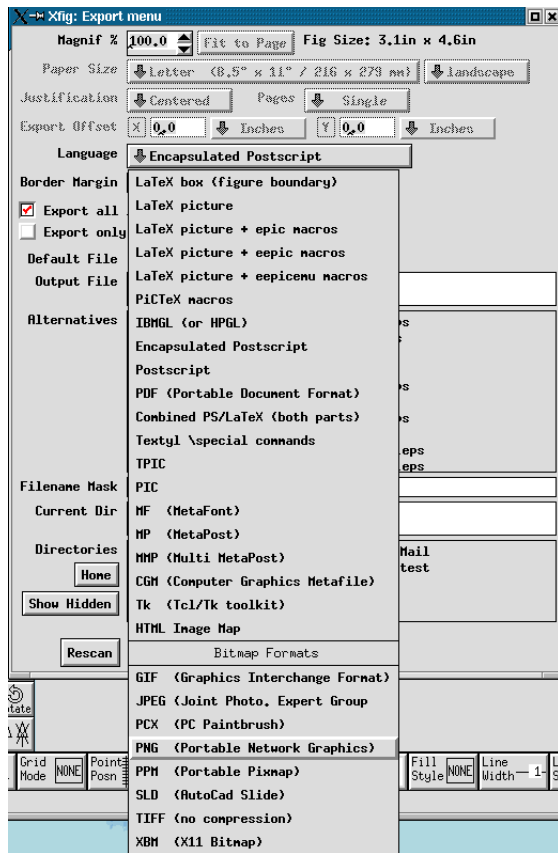 Xfig: Export menu
Magnif % 100.0 Fit to Page Fig Size: 3.1in x 4.6in
Paper Size Letter (8.5" x 11" / 216 x 279 mm) landscape
Justification Centered Pages Single
Export Offset X 0.0 Inches Y 0.0 Inches
Language Encapsulated Postscript
Border Margin
Export all
Export only
Default File
Output File
Alternatives
Filename Mask
Current Dir
Directories
Home
Show Hidden
Rescan
LaTeX box (figure boundary)
LaTeX picture
LaTeX picture + epic macros
LaTeX picture + eepic macros
LaTeX picture + eepicemu macros
PiCTeX macros
IBMGL (or HPGL)
Encapsulated Postscript
Postscript
PDF (Portable Document Format)
Combined PS/LaTeX (both parts)
Textyl \special commands
TPIC
PIC
MF (MetaFont)
MP (MetaPost)
MMP (Multi MetaPost)
CGM (Computer Graphics Metafile)
Tk (Tcl/Tk toolkit)
HTML Image Map
Bitmap Formats
GIF (Graphics Interchange Format)
JPEG (Joint Photo. Expert Group
PCX (PC Paintbrush)
PNG (Portable Network Graphics)
PPM (Portable Pixmap)
SLD (AutoCad Slide)
TIFF (no compression)
XBM (X11 Bitmap)
eps
eps
Mail
test
Grid Mode NONE
Point Posn
Fill Style NONE
Line Width 1